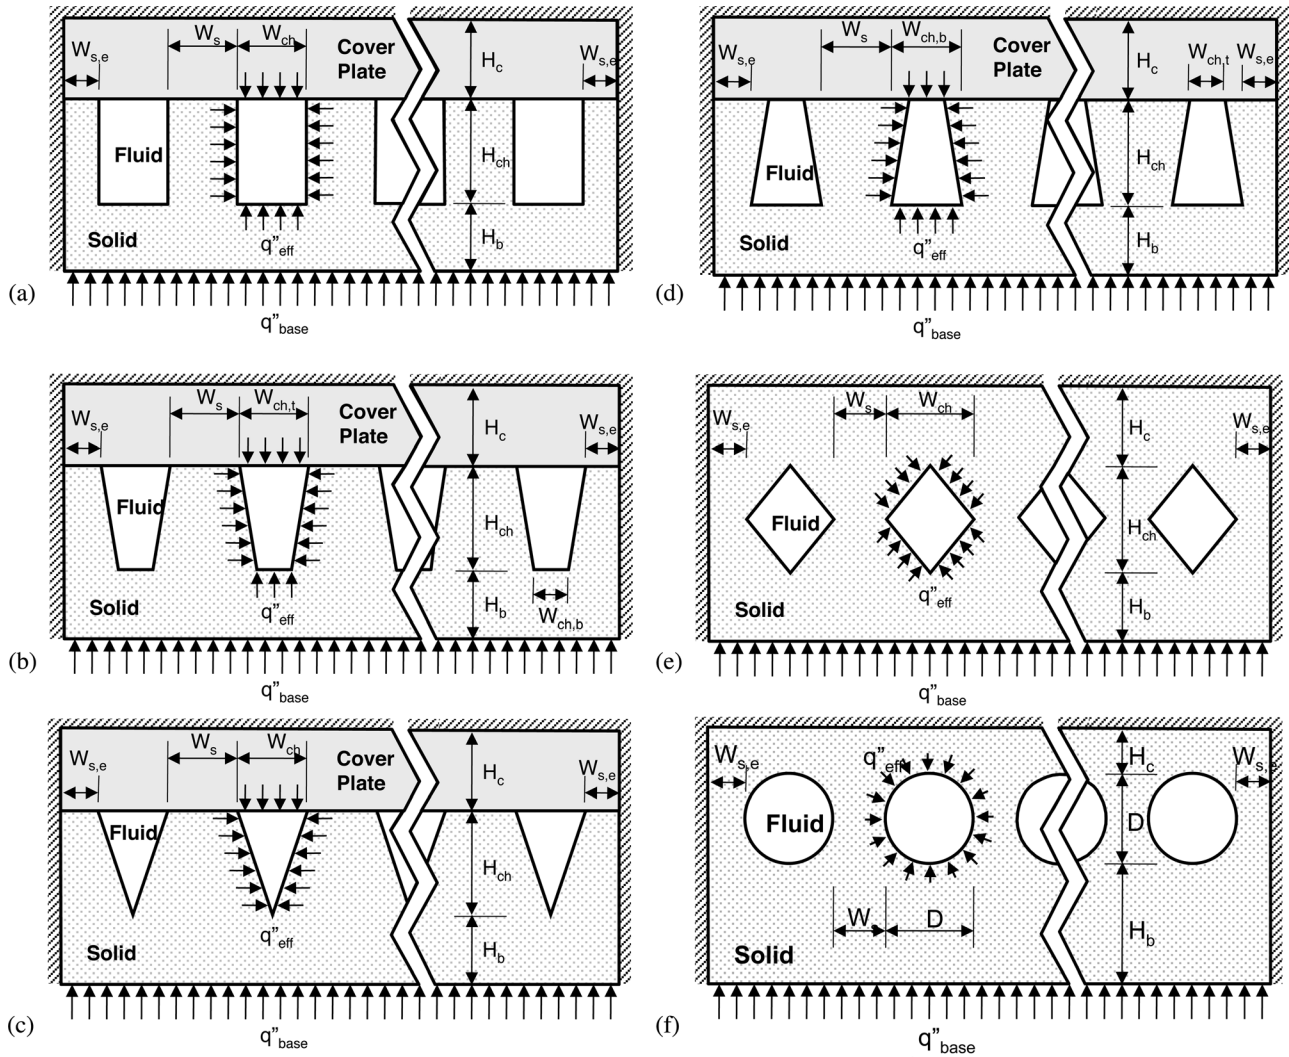 W_s
W_ch
W_s,e
Cover
Plate
H_c
W_s,e
Fluid
H_ch
Solid
q"_eff
H_b
(a)
q"_base
W_s
W_ch,t
W_s,e
Cover
Plate
H_c
W_s,e
Fluid
H_ch
Solid
q"_eff
H_b
W_ch,b
(b)
q"_base
W_s
W_ch
W_s,e
Cover
Plate
H_c
W_s,e
Fluid
H_ch
Solid
q"_eff
H_b
(c)
q"_base
W_s
W_ch,b
W_s,e
Cover
Plate
H_c
W_ch,t
W_s,e
Fluid
H_ch
Solid
q"_eff
H_b
(d)
q"_base
W_s
W_ch
W_s,e
H_c
W_s,e
Fluid
H_ch
Solid
q"_eff
H_b
(e)
q"_base
W_s,e
q"_eff
H_c
W_s,e
Fluid
D
W_s
D
H_b
Solid
(f)
q"_base